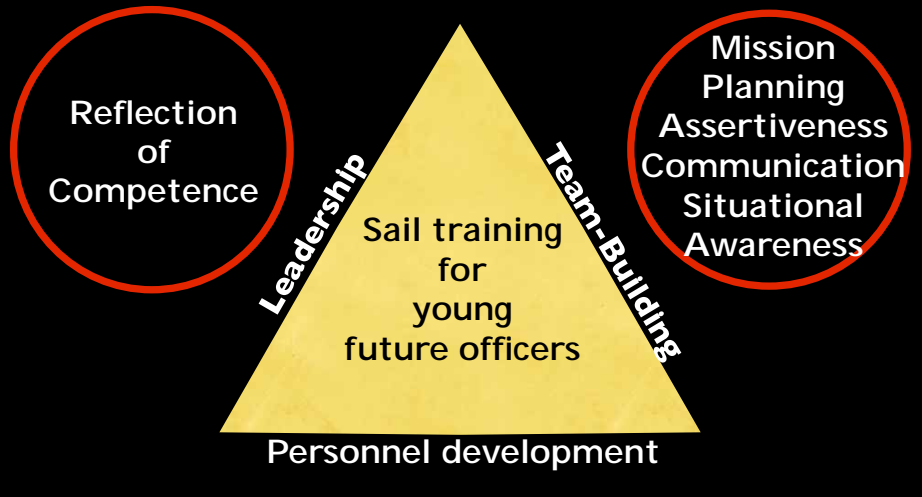 Reflection
of
Competence
Leadership
Sail training
for
young
future officers
Team-Building
Mission
Planning
Assertiveness
Communication
Situational
Awareness
Personnel development